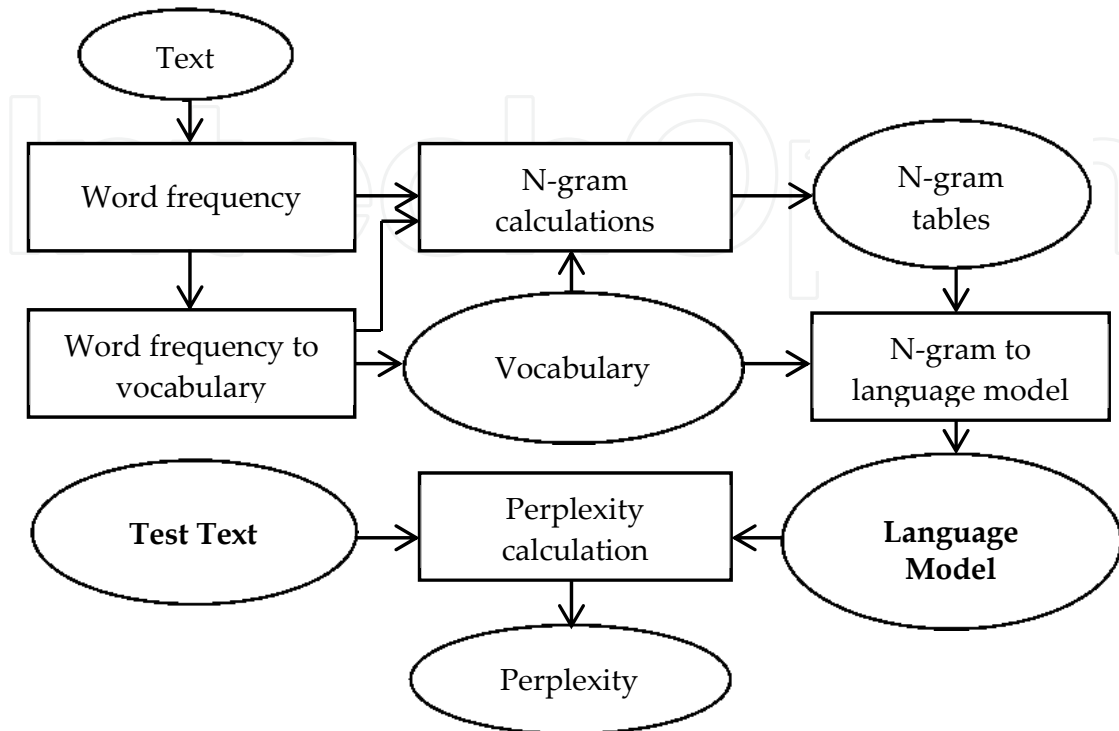 Text
Word frequency
N-gram
calculations
N-gram
tables
Word frequency to
vocabulary
Vocabulary
N-gram to
language model
Test Text
Perplexity
calculation
Language
Model
Perplexity